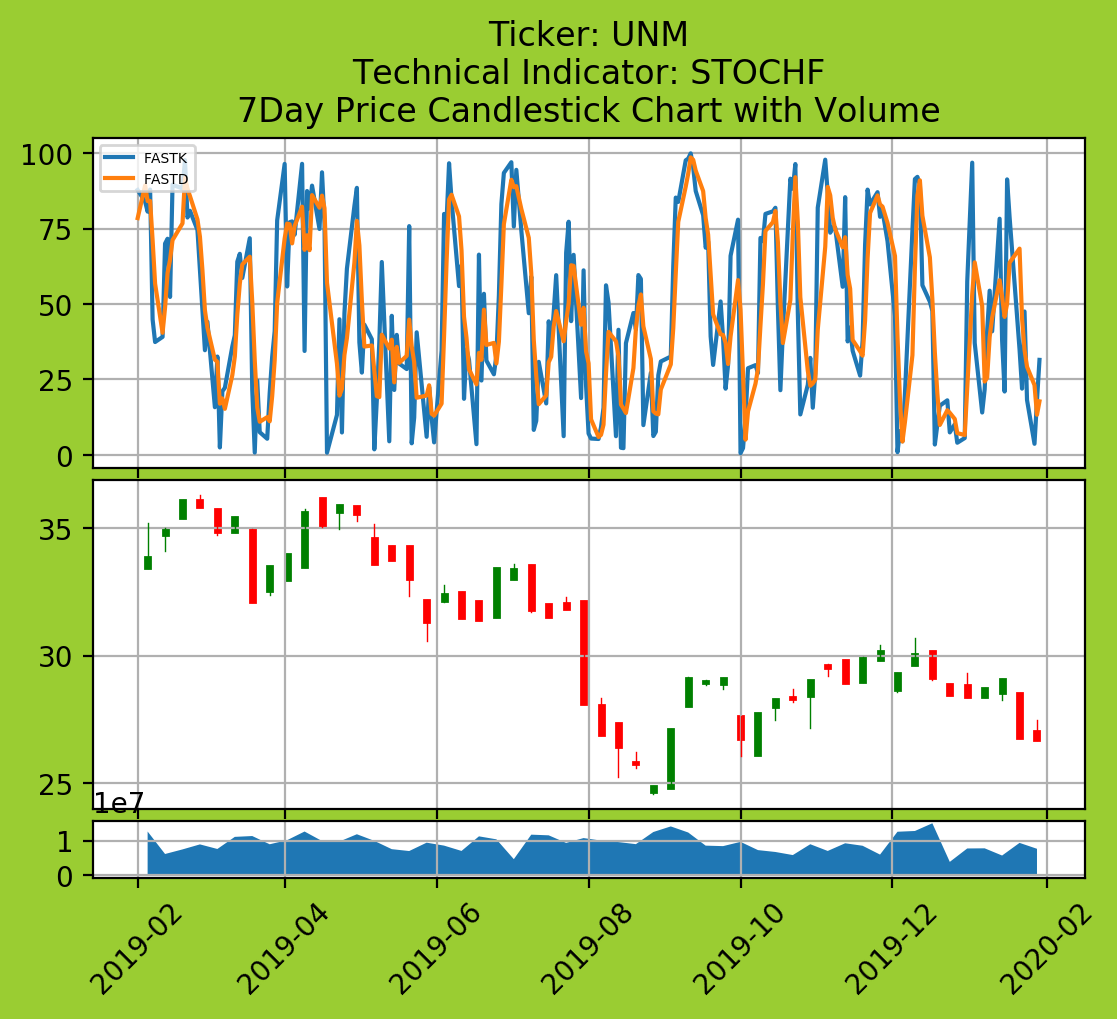 Ticker: UNM
Technical Indicator: STOCHF
7Day Price Candlestick Chart with Volume
100
75
50
25
0
FASTK
FASTD
35
30
25
1e7
1
0
2019-02
2019-04
2019-06
2019-08
2019-10
2019-12
2020-02